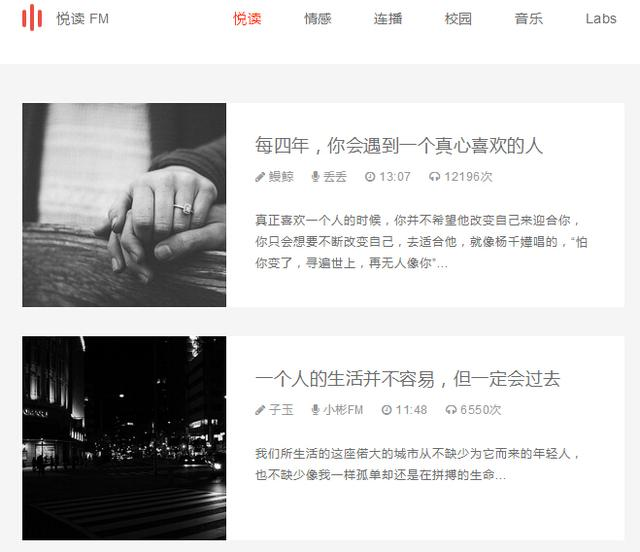 悦读 FM
悦读 情感 连播 校园 音乐 Labs
每四年，你会遇到一个真心喜欢的人
鳗鲸 丢丢 13:07 12196次
真正喜欢一个人的时候，你并不希望他改变自己来迎合你，
你只会想要不断改变自己，去适合他，就像杨千嬅唱的，“怕
你变了，寻遍世上，再无人像你”...
一个人的生活并不容易，但一定会过去
子玉 小彬FM 11:48 6550次
我们所生活的这座偌大的城市从不缺少为它而来的年轻人，
也不缺少像我一样孤单却还是在拼搏的生命...